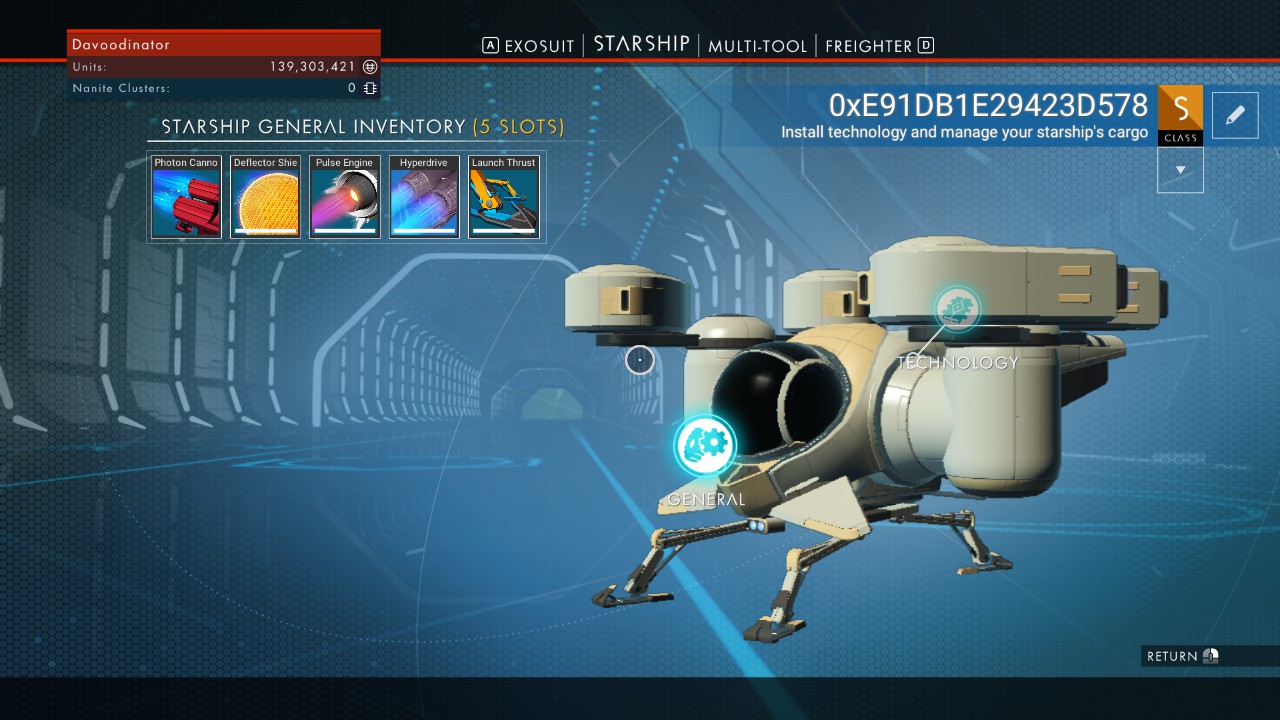 Davoodinator
Units: 139,303,421
Nanite Clusters: 0
A EXOSUIT STARSHIP MULTI-TOOL FREIGHTER D
0xE91DB1E29423D578
Install technology and manage your starship's cargo
S
CLASS
STARSHIP GENERAL INVENTORY (5 SLOTS)
Photon Canno Deflector Shie Pulse Engine Hyperdrive Launch Thrust
TECHNOLOGY
GENERAL
RETURN